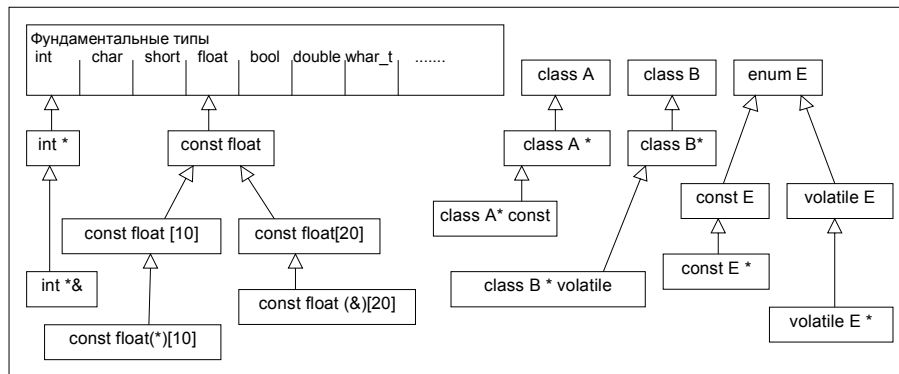 Фундаментальные типы
int char short float bool double whar_t .......
class A class B enum E
int * const float class A * class B*
class A* const const E volatile E
const float [10] const float[20]
int *& const float (&)[20] class B * volatile const E *
const float(*)[10] volatile E *